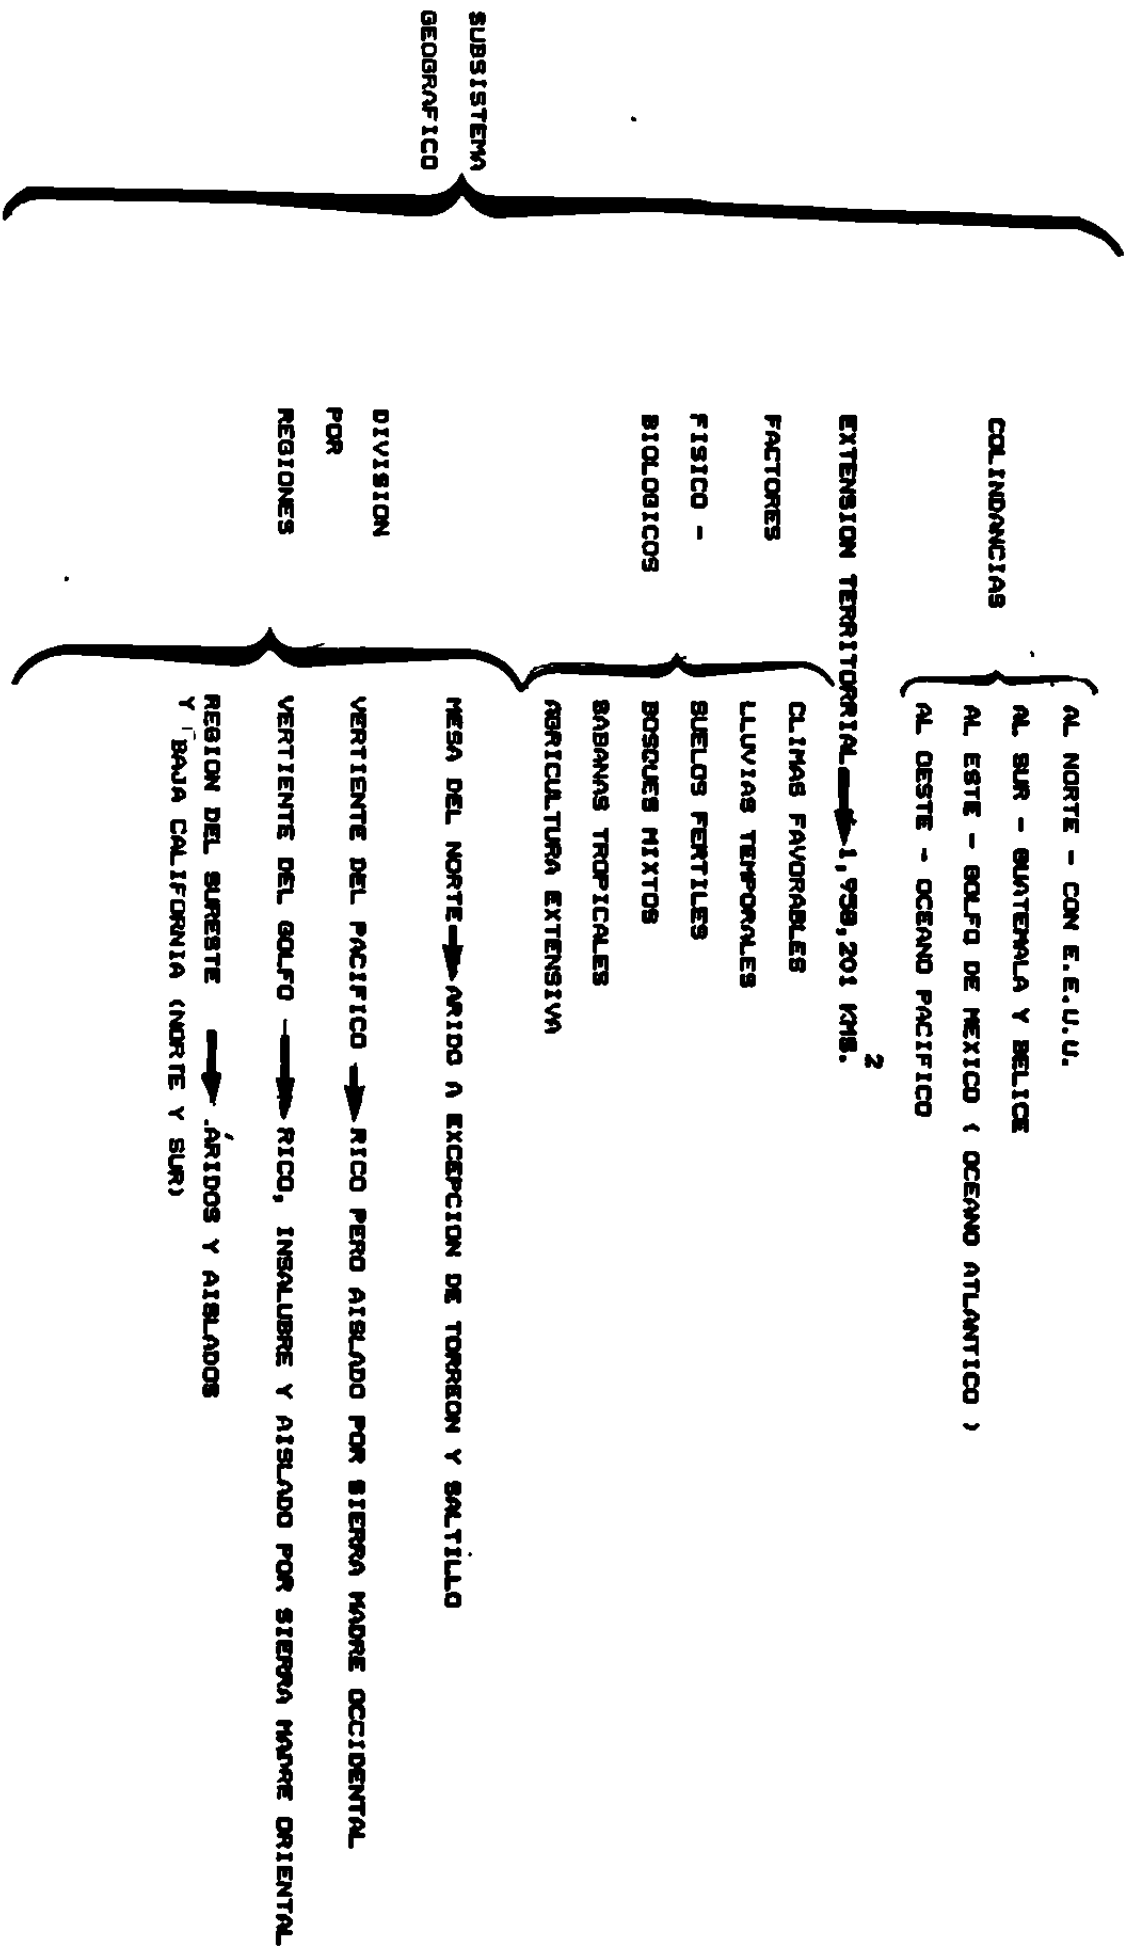 SUBSISTEMA
GEOGRAFICO
COLINDANCIAS
AL NORTE - CON E.E.U.U.
AL SUR - GUATEMALA Y BELICE
AL ESTE - GOLFO DE MEXICO ( OCEANO ATLANTICO )
AL OESTE - OCEANO PACIFICO
EXTENSION TERRITORRIAL 1,958,201 KMS. 2
FACTORES
FISICO -
BIOLOGICOS
CLIMAS FAVORABLES
LLUVIAS TEMPORALES
SUELOS FERTILES
BOSQUES MIXTOS
SABANAS TROPICALES
AGRICULTURA EXTENSIVA
DIVISION
POR
REGIONES
MESA DEL NORTE ARIDO A EXCEPCION DE TORREON Y SALTILLO
VERTIENTE DEL PACIFICO RICO PERO AISLADO POR SIERRA MADRE OCCIDENTAL
VERTIENTE DEL GOLFO RICO, INSALUBRE Y AISLADO POR SIERRA MADRE ORIENTAL
REGION DEL SURESTE ÁRIDOS Y AISLADOS
Y BAJA CALIFORNIA (NORTE Y SUR)